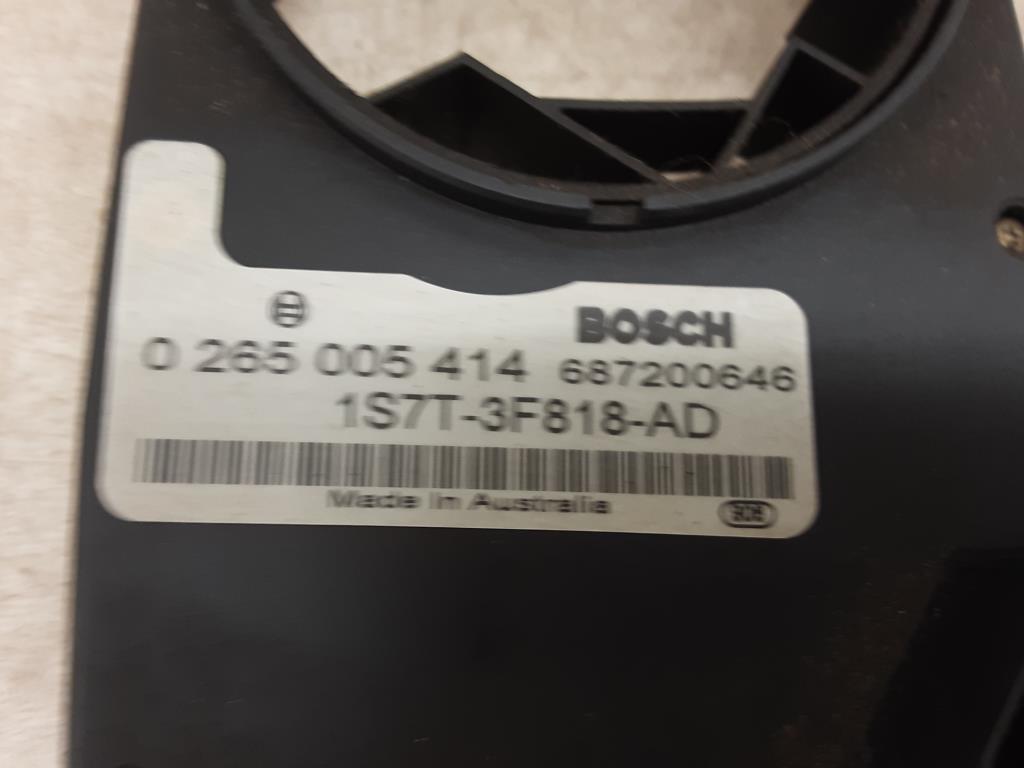 BOSCH
0 265 005 414 687200646
1S7T-3F818-AD
Made in Australia